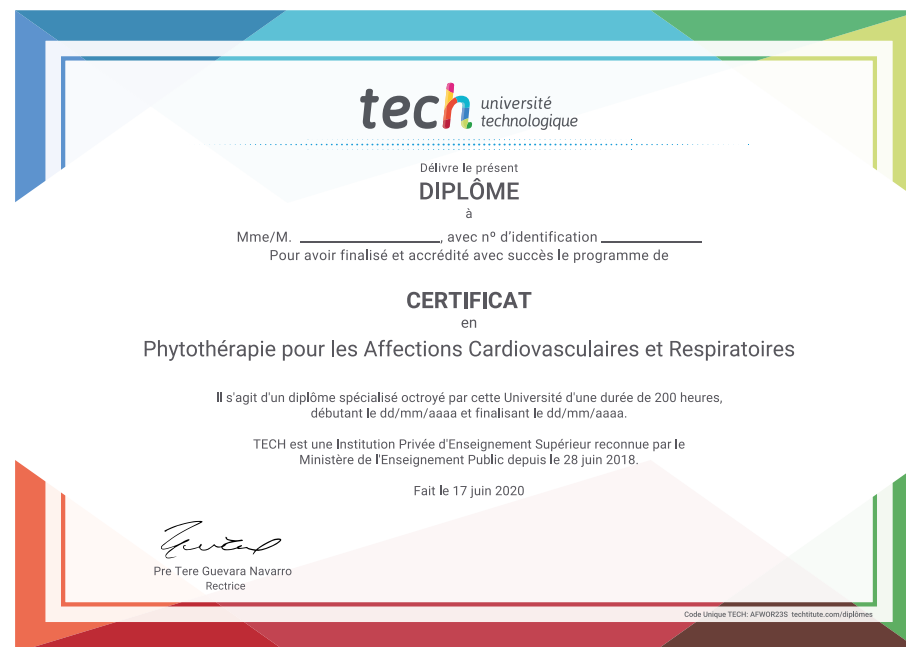 tech université
technologique
Délivre le présent
DIPLÔME
à
Mme/M. ____________________, avec nº d'identification ______________
Pour avoir finalisé et accrédité avec succès le programme de
CERTIFICAT
en
Phytothérapie pour les Affections Cardiovasculaires et Respiratoires
Il s'agit d'un diplôme spécialisé octroyé par cette Université d'une durée de 200 heures,
débutant le dd/mm/aaaa et finalisant le dd/mm/aaaa.
TECH est une Institution Privée d'Enseignement Supérieur reconnue par le
Ministère de l'Enseignement Public depuis le 28 juin 2018.
Fait le 17 juin 2020
Pre Tere Guevara Navarro
Rectrice
Code Unique TECH: AFWOR23S techtitute.com/diplômes